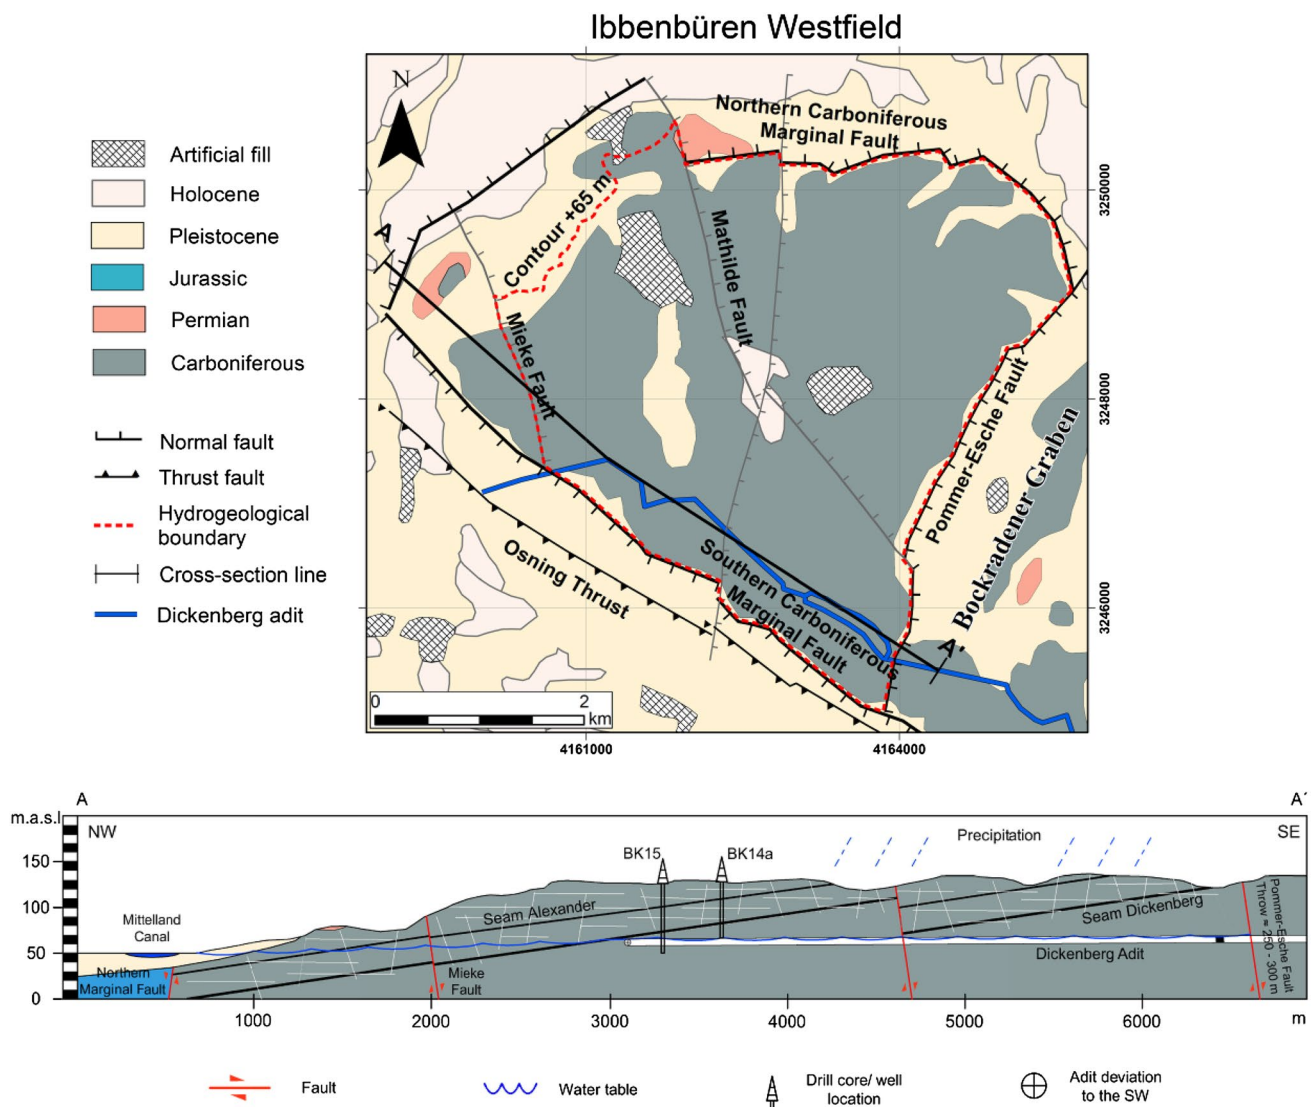 Ibbenbüren Westfield
N
Artificial fill
Holocene
Pleistocene
Jurassic
Permian
Carboniferous
Normal fault
Thrust fault
Hydrogeological
boundary
Cross-section line
Dickenberg adit
Northern Carboniferous
Marginal Fault
Contour +65 m
A
Mathilde Fault
Mieke Fault
Pommer-Esche Fault
Bockradener Graben
Osning Thrust
Southern Carboniferous
Marginal Fault
A'
0 2
km
3250000
3248000
3246000
4161000 4164000
A A´
m.a.s.l
NW SE
Precipitation
BK15 BK14a
150
100
50
0
Mittelland
Canal
Seam Alexander
Seam Dickenberg
Northern
Marginal Fault
Mieke
Fault
Dickenberg Adit
Pommer-Esche Fault
Throw ≈ 250 - 300 m
1000 2000 3000 4000 5000 6000 m
Fault
Water table
Drill core/ well
location
Adit deviation
to the SW